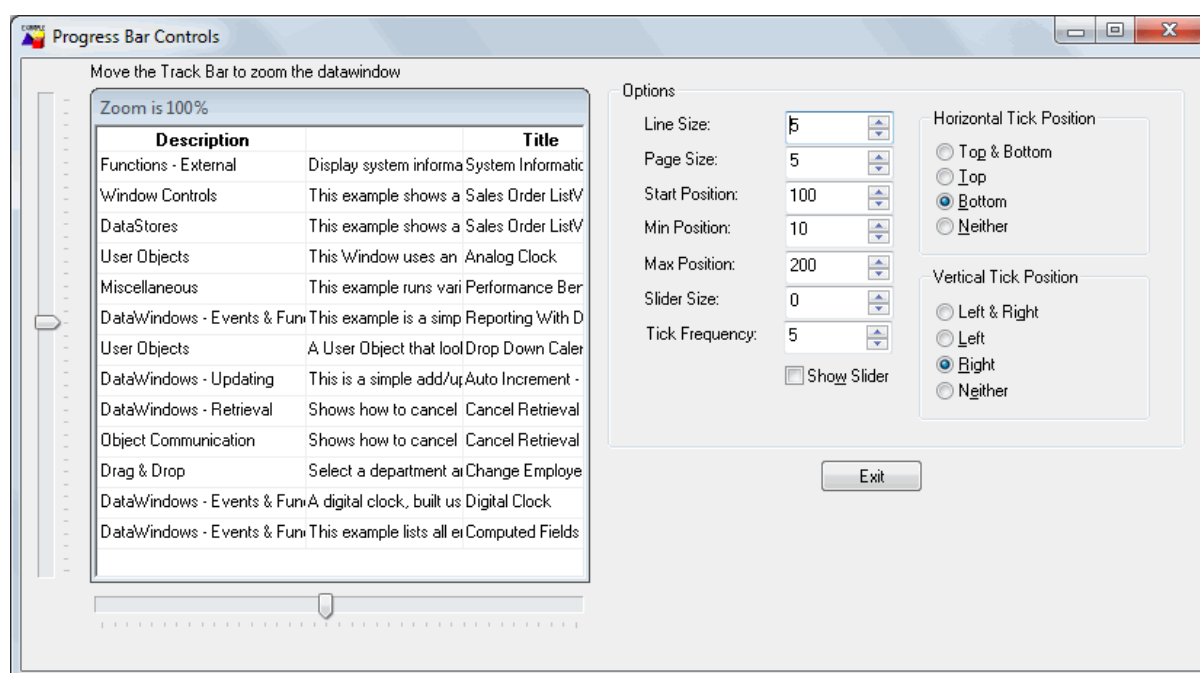 Progress Bar Controls
Move the Track Bar to zoom the datawindow
Zoom is 100%
Description Title
Functions - External Display system informa System Informatic
Window Controls This example shows a Sales Order ListV
DataStores This example shows a Sales Order ListV
User Objects This Window uses an Analog Clock
Miscellaneous This example runs vari Performance Ber
DataWindows - Events & Fun This example is a simp Reporting With D
User Objects A User Object that lool Drop Down Caler
DataWindows - Updating This is a simple add/up Auto Increment -
DataWindows - Retrieval Shows how to cancel Cancel Retrieval
Object Communication Shows how to cancel Cancel Retrieval
Drag & Drop Select a department ar Change Employe
DataWindows - Events & Fun A digital clock, built us Digital Clock
DataWindows - Events & Fun This example lists all er Computed Fields
Options
Line Size: 5
Page Size: 5
Start Position: 100
Min Position: 10
Max Position: 200
Slider Size: 0
Tick Frequency: 5
Show Slider
Horizontal Tick Position
Top & Bottom
Top
Bottom
Neither
Vertical Tick Position
Left & Right
Left
Right
Neither
Exit